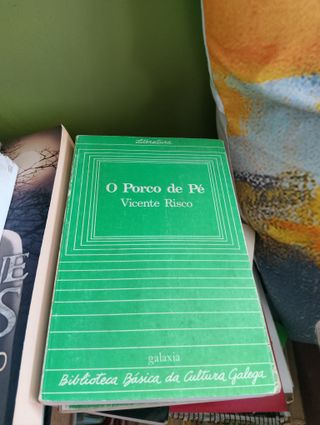 Literatura
O Porco de Pé
Vicente Risco
galaxia
Biblioteca Básica da Cultura Galega